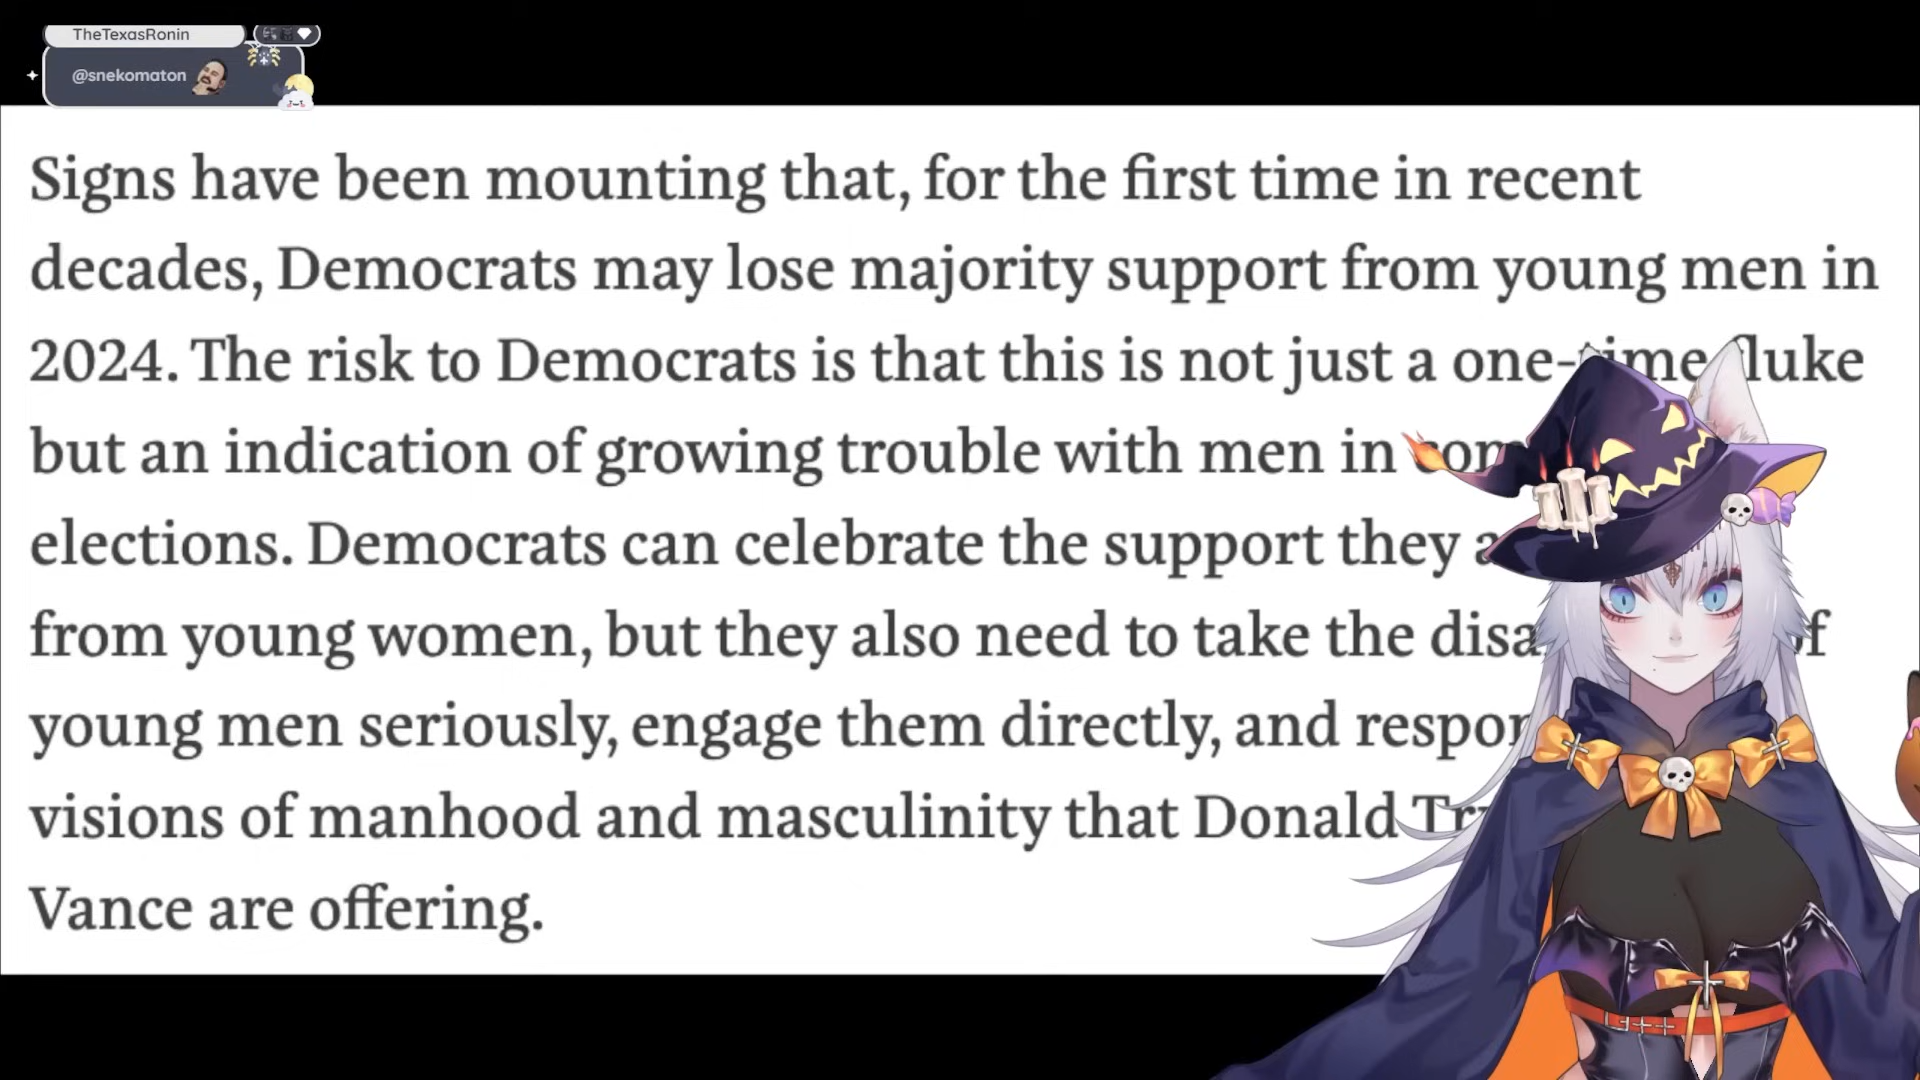 TheTexasRonin
@snekomaton
Signs have been mounting that, for the first time in recent
decades, Democrats may lose majority support from young men in
2024. The risk to Democrats is that this is not just a one-time fluke
but an indication of growing trouble with men in
elections. Democrats can celebrate the support they
from young women, but they also need to take the of
young men seriously, engage them directly, and
visions of manhood and masculinity that Donald
Vance are offering.